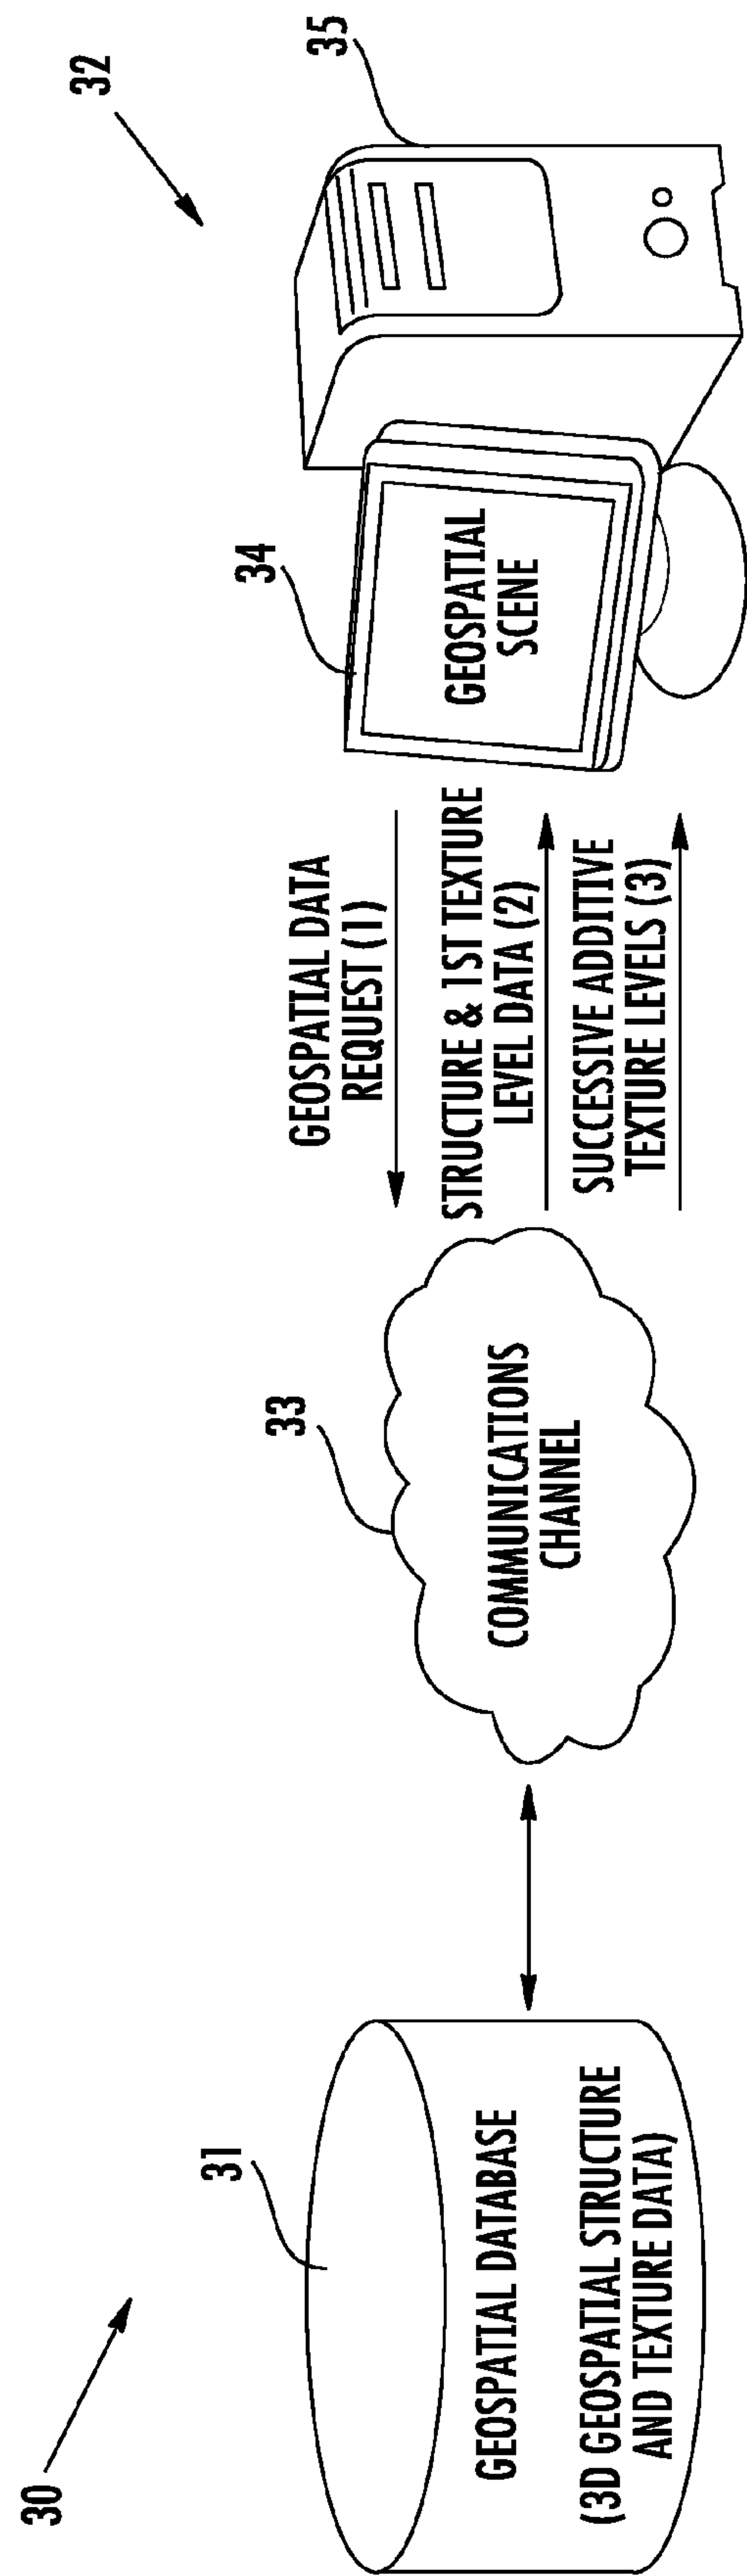 30
31
GEOSPATIAL DATABASE
(3D GEOSPATIAL STRUCTURE
AND TEXTURE DATA)
33
COMMUNICATIONS
CHANNEL
GEOSPATIAL DATA
REQUEST (1)
STRUCTURE & 1ST TEXTURE
LEVEL DATA (2)
SUCCESSIVE ADDITIVE
TEXTURE LEVELS (3)
32
34
35
GEOSPATIAL
SCENE